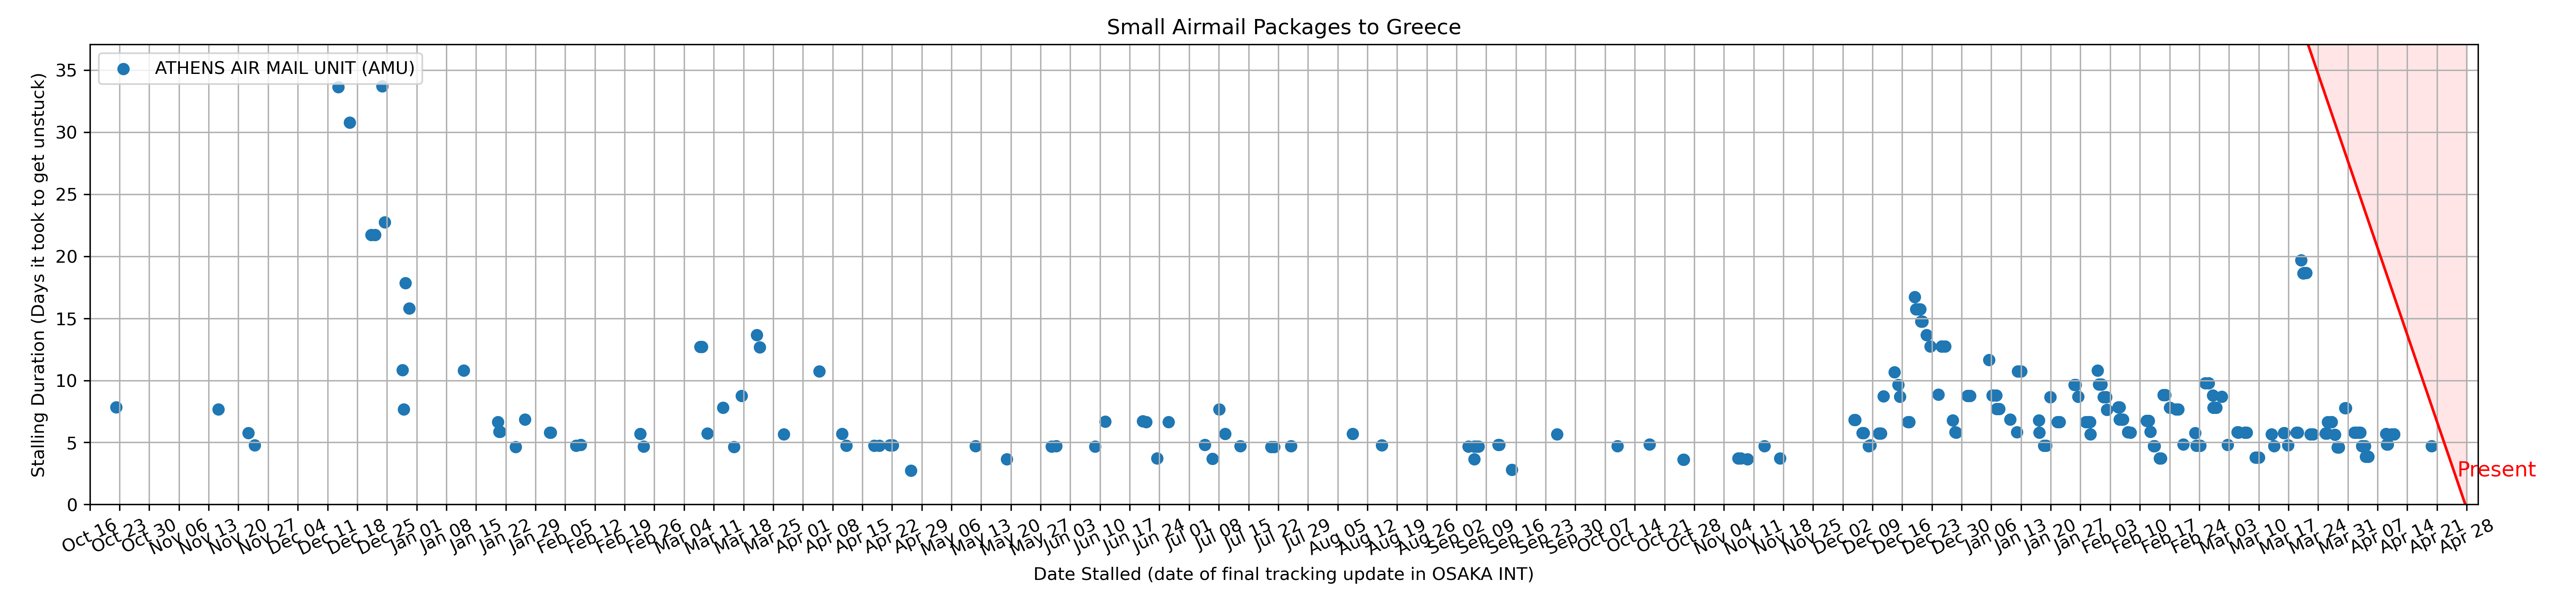 Small Airmail Packages to Greece
ATHENS AIR MAIL UNIT (AMU)
Stalling Duration (Days it took to get unstuck)
35
30
25
20
15
10
5
0
Present
Oct 16 Oct 23 Oct 30 Nov 06 Nov 13 Nov 20 Nov 27 Dec 04 Dec 11 Dec 18 Dec 25 Jan 01 Jan 08 Jan 15 Jan 22 Jan 29 Feb 05 Feb 12 Feb 19 Feb 26 Mar 04 Mar 11 Mar 18 Mar 25 Apr 01 Apr 08 Apr 15 Apr 22 Apr 29 May 06 May 13 May 20 May 27 Jun 03 Jun 10 Jun 17 Jun 24 Jul 01 Jul 08 Jul 15 Jul 22 Jul 29 Aug 05 Aug 12 Aug 19 Aug 26 Sep 02 Sep 09 Sep 16 Sep 23 Sep 30 Oct 07 Oct 14 Oct 21 Oct 28 Nov 04 Nov 11 Nov 18 Nov 25 Dec 02 Dec 09 Dec 16 Dec 23 Dec 30 Jan 06 Jan 13 Jan 20 Jan 27 Feb 03 Feb 10 Feb 17 Feb 24 Mar 03 Mar 10 Mar 17 Mar 24 Mar 31 Apr 07 Apr 14 Apr 21 Apr 28
Date Stalled (date of final tracking update in OSAKA INT)